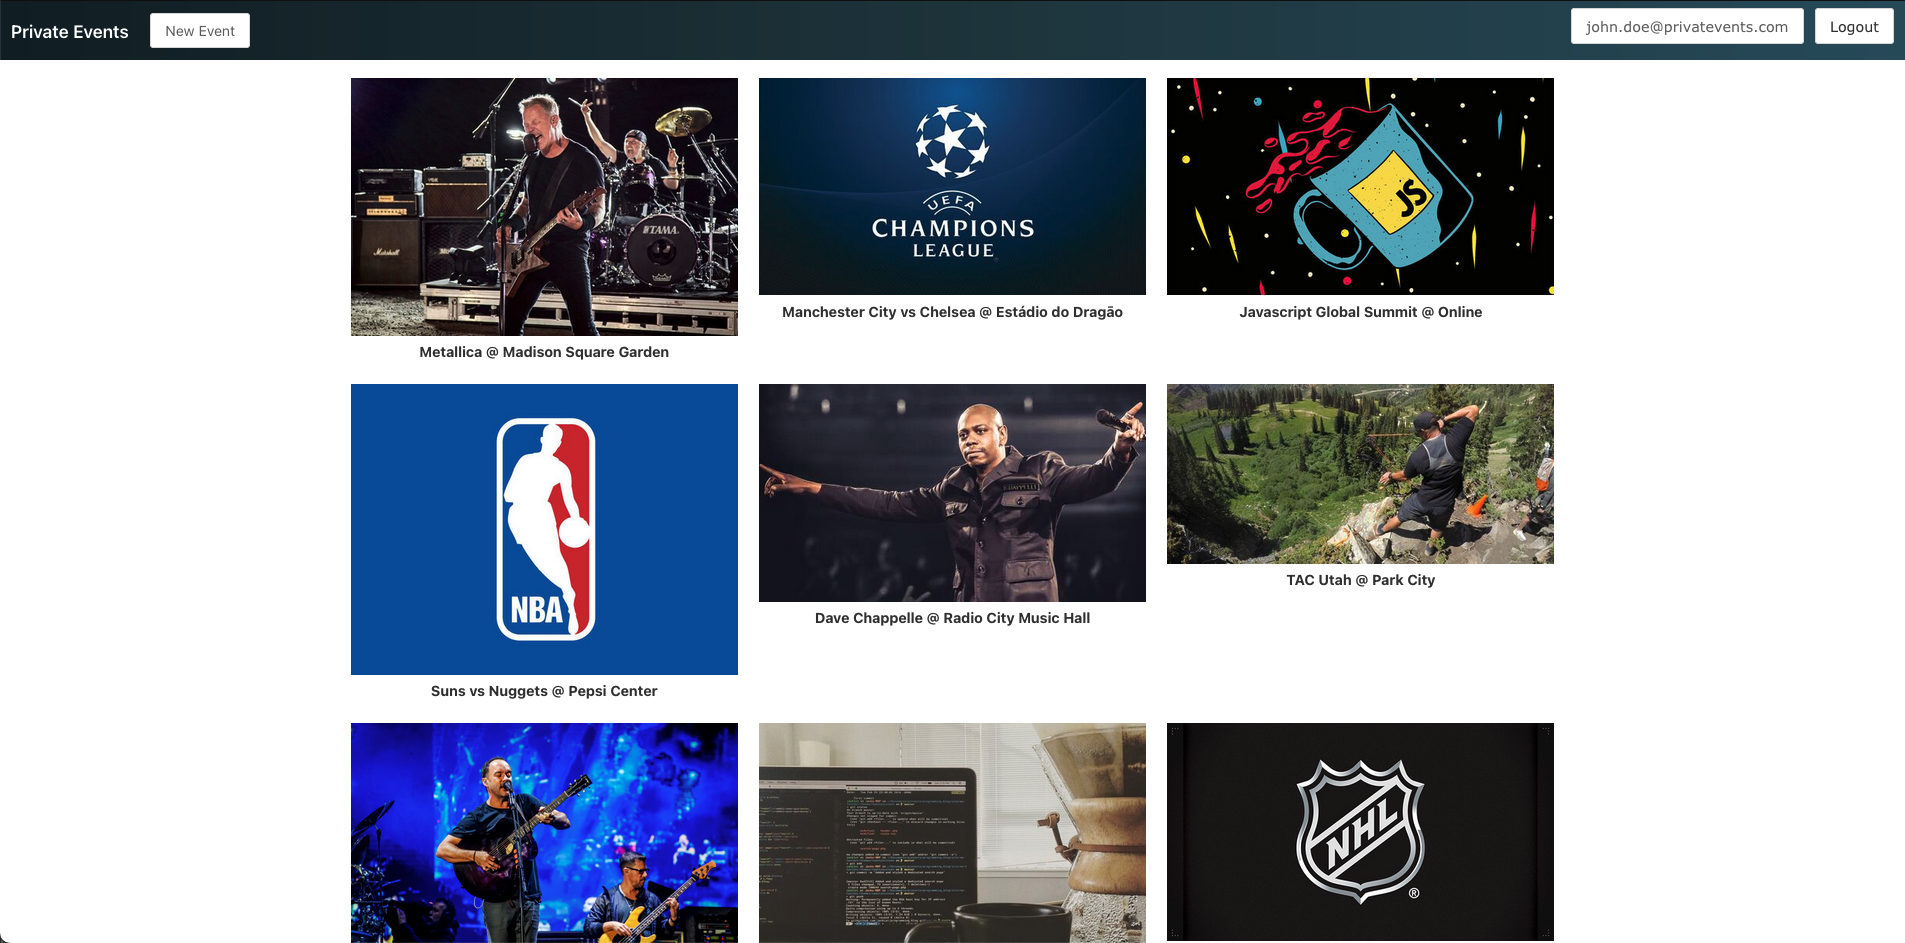 Private Events
New Event
john.doe@privatevents.com
Logout
Marshall
TAMA
UEFA
CHAMPIONS
LEAGUE
JS
Metallica @ Madison Square Garden
Manchester City vs Chelsea @ Estádio do Dragão
Javascript Global Summit @ Online
NBA
CHAPPELLE
Suns vs Nuggets @ Pepsi Center
Dave Chappelle @ Radio City Music Hall
TAC Utah @ Park City
NHL
®